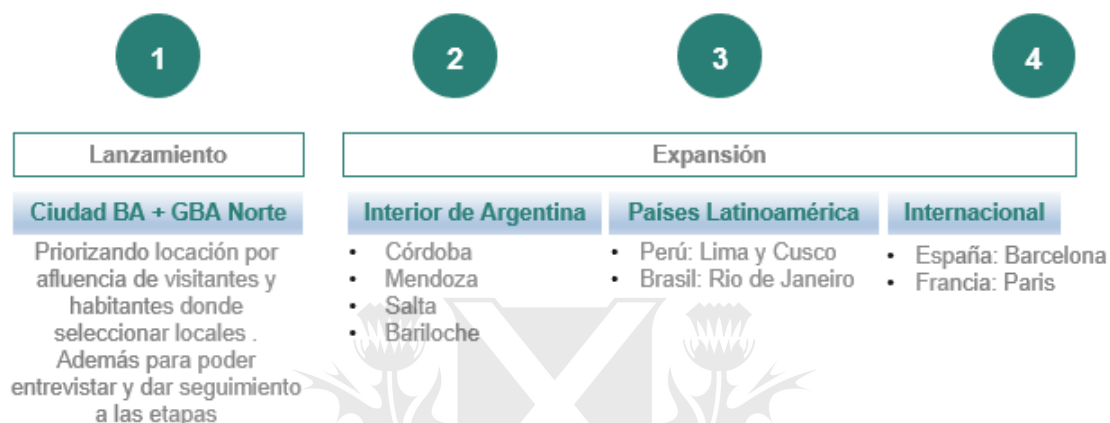 1
2
3
4
Lanzamiento
Expansión
Ciudad BA + GBA Norte
Priorizando locación por
afluencia de visitantes y
habitantes donde
seleccionar locales .
Además para poder
entrevistar y dar seguimiento
a las etapas
Interior de Argentina
• Córdoba
• Mendoza
• Salta
• Bariloche
Países Latinoamérica
• Perú: Lima y Cusco
• Brasil: Rio de Janeiro
Internacional
• España: Barcelona
• Francia: Paris